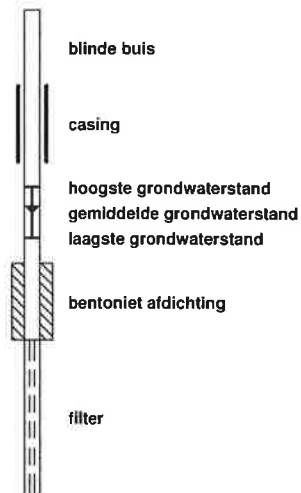 blinde buis
casing
hoogste grondwaterstand
gemiddelde grondwaterstand
laagste grondwaterstand
bentoniet afdichting
filter